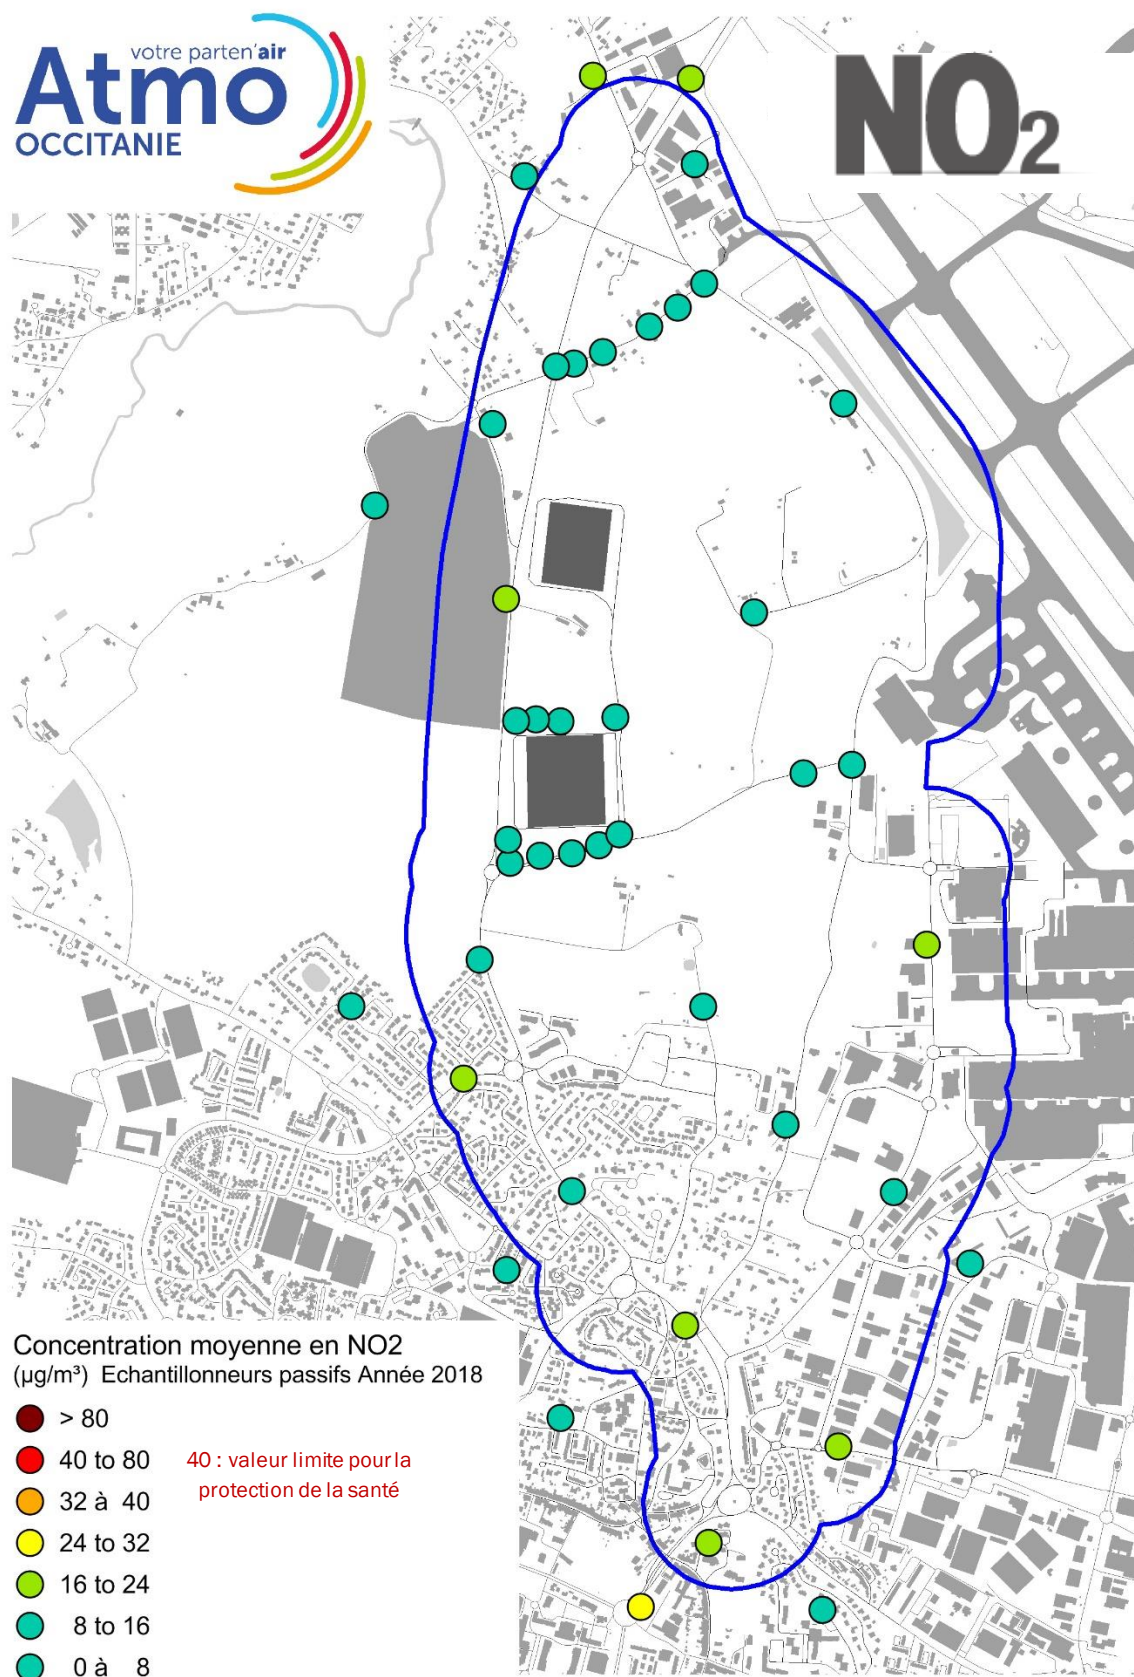 votre parten'air
Atmo
OCCITANIE
NO2
Concentration moyenne en NO2
(µg/m³) Echantillonneurs passifs Année 2018
> 80
40 to 80
40 : valeur limite pour la
protection de la santé
32 à 40
24 to 32
16 to 24
8 to 16
0 à 8